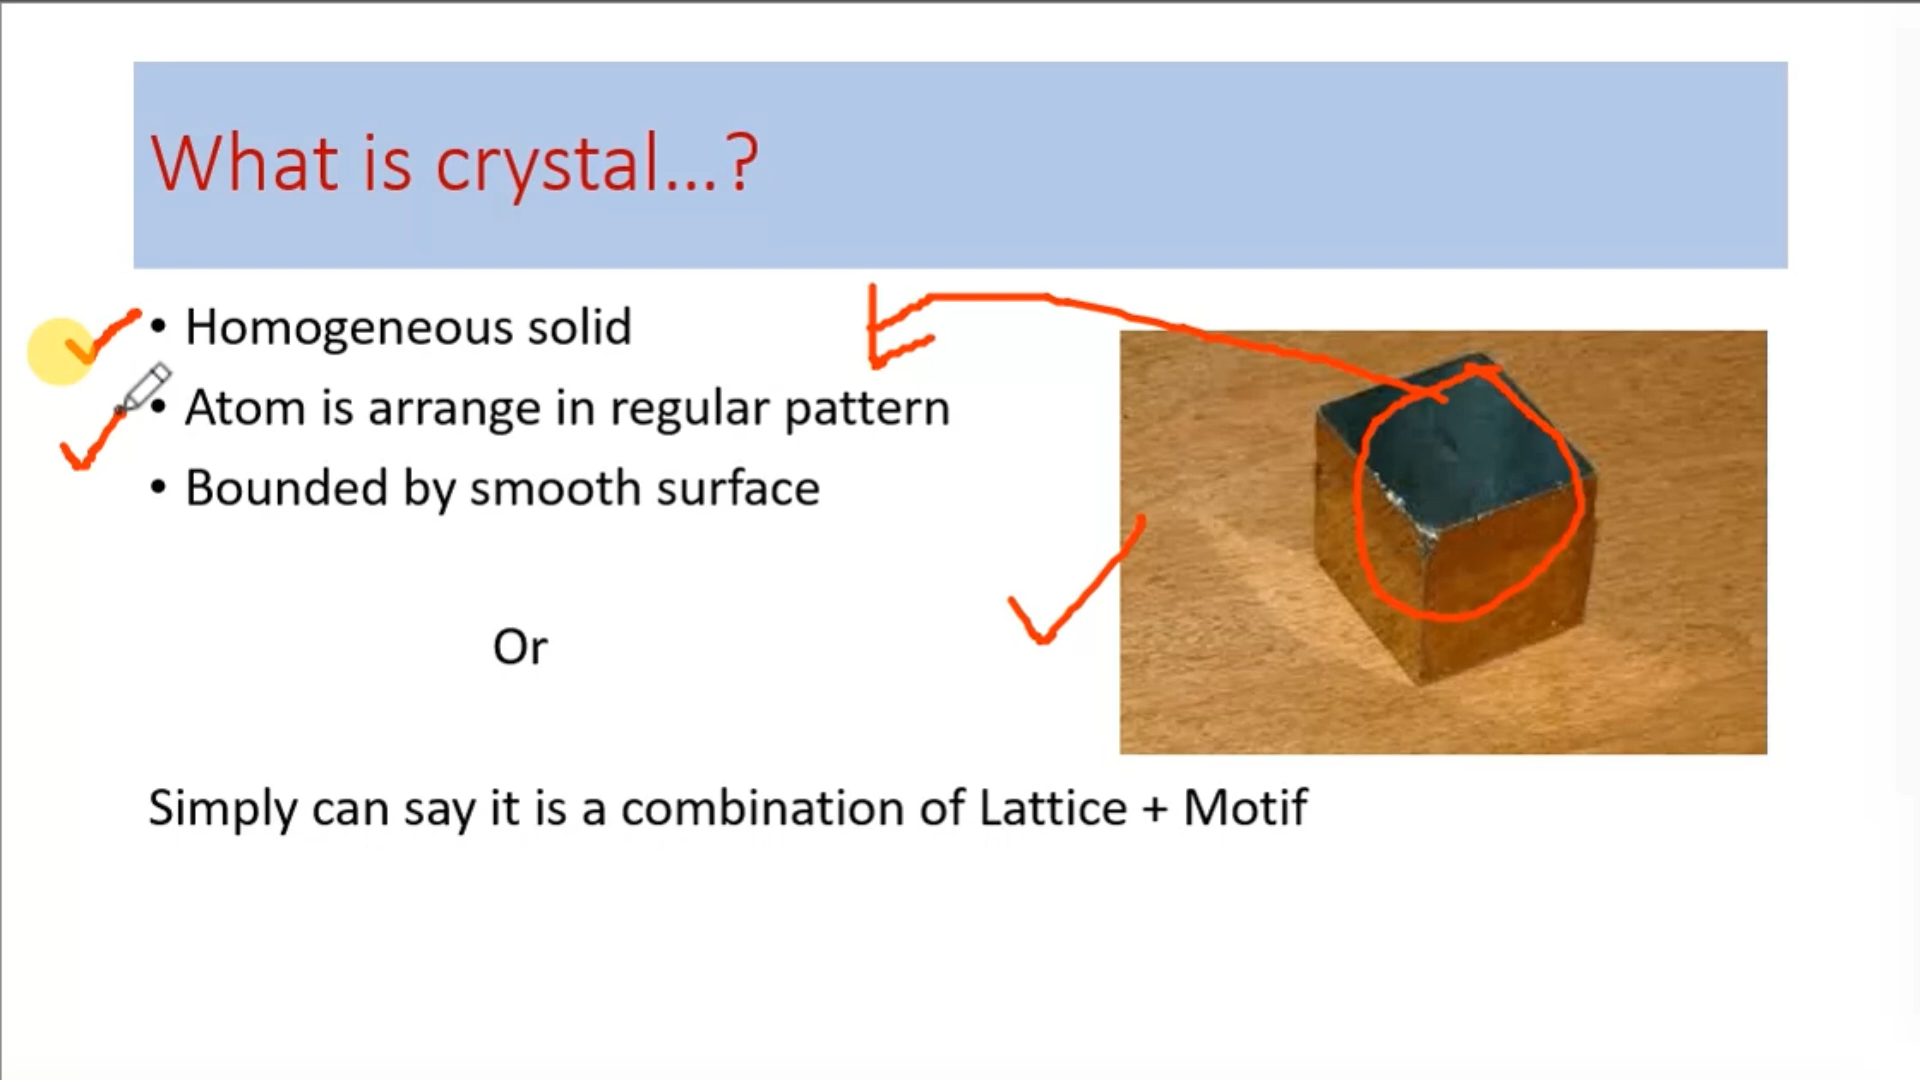 What is crystal...?
• Homogeneous solid
• Atom is arrange in regular pattern
• Bounded by smooth surface
Or
Simply can say it is a combination of Lattice + Motif